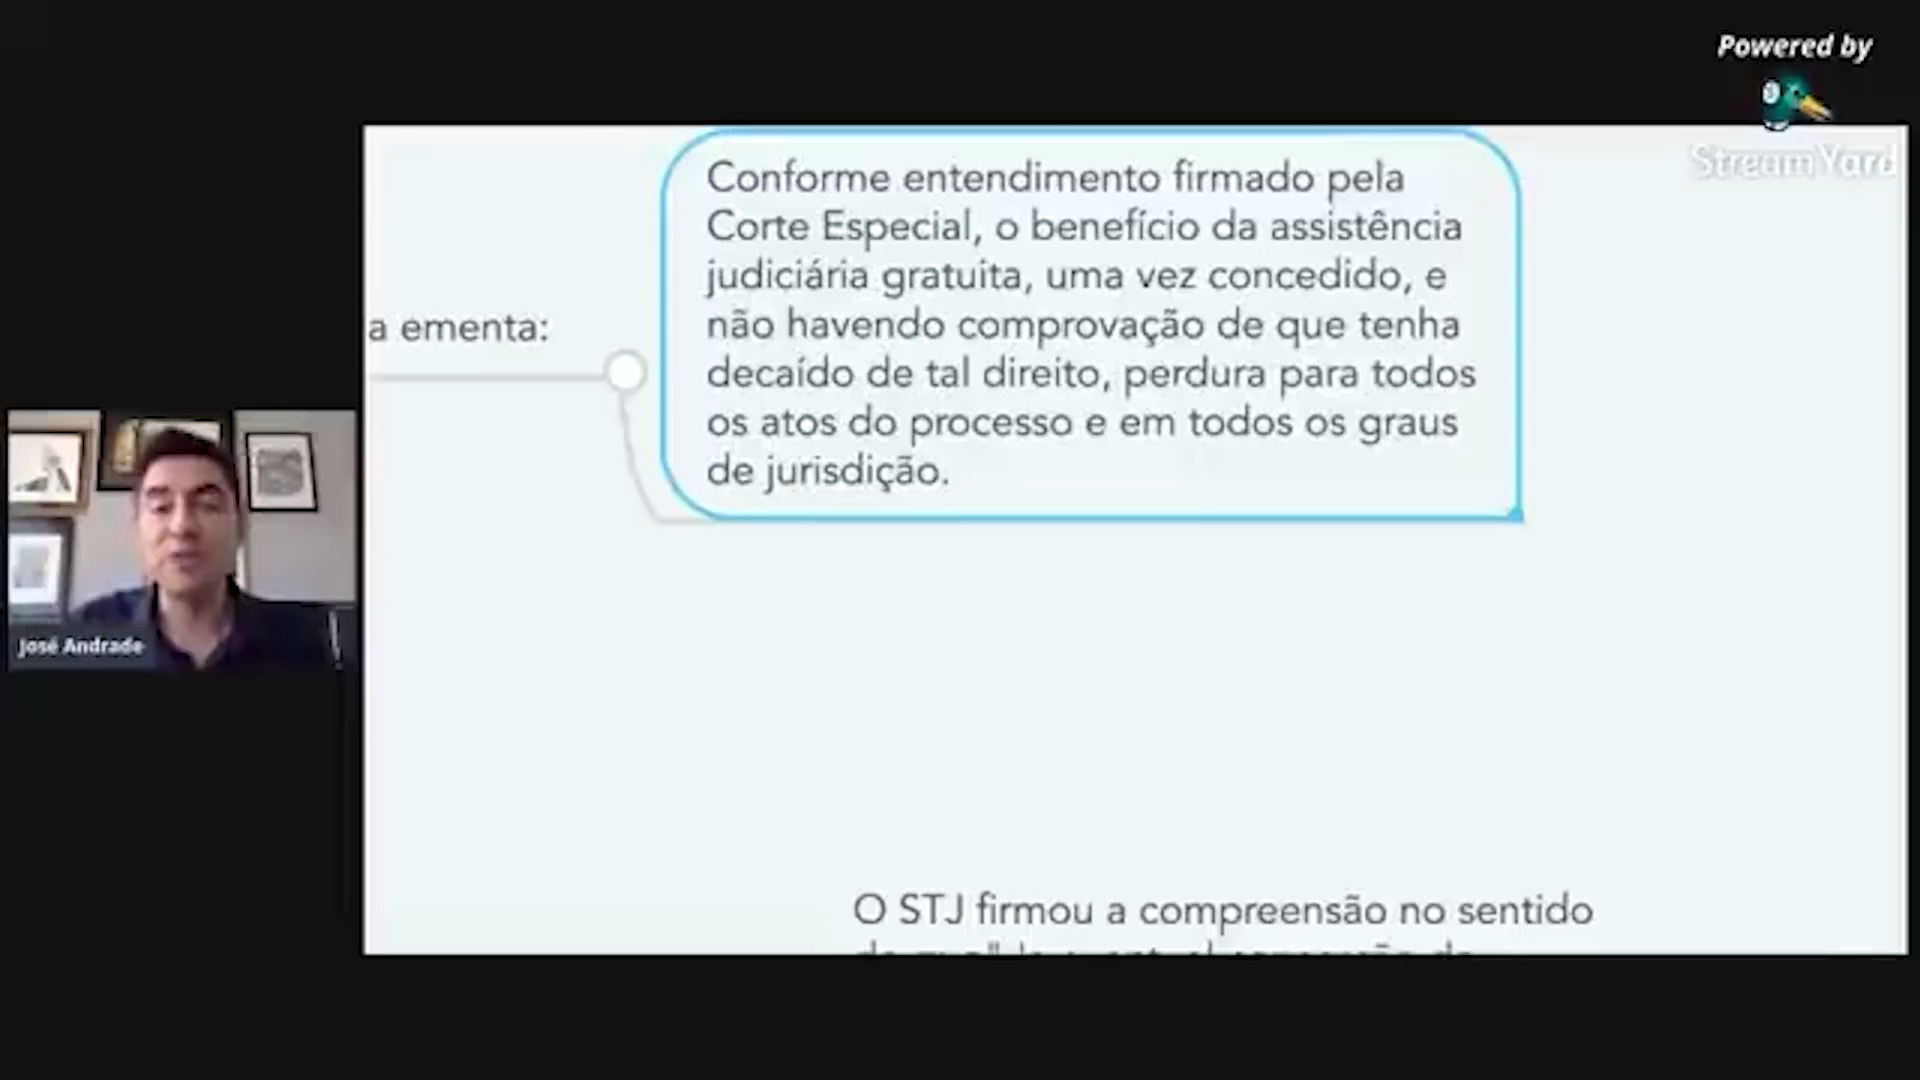 Powered by
StreamYard
Conforme entendimento firmado pela
Corte Especial, o benefício da assistência
judiciária gratuita, uma vez concedido, e
não havendo comprovação de que tenha
decaído de tal direito, perdura para todos
os atos do processo e em todos os graus
de jurisdição.
a ementa:
José Andrade
O STJ firmou a compreensão no sentido